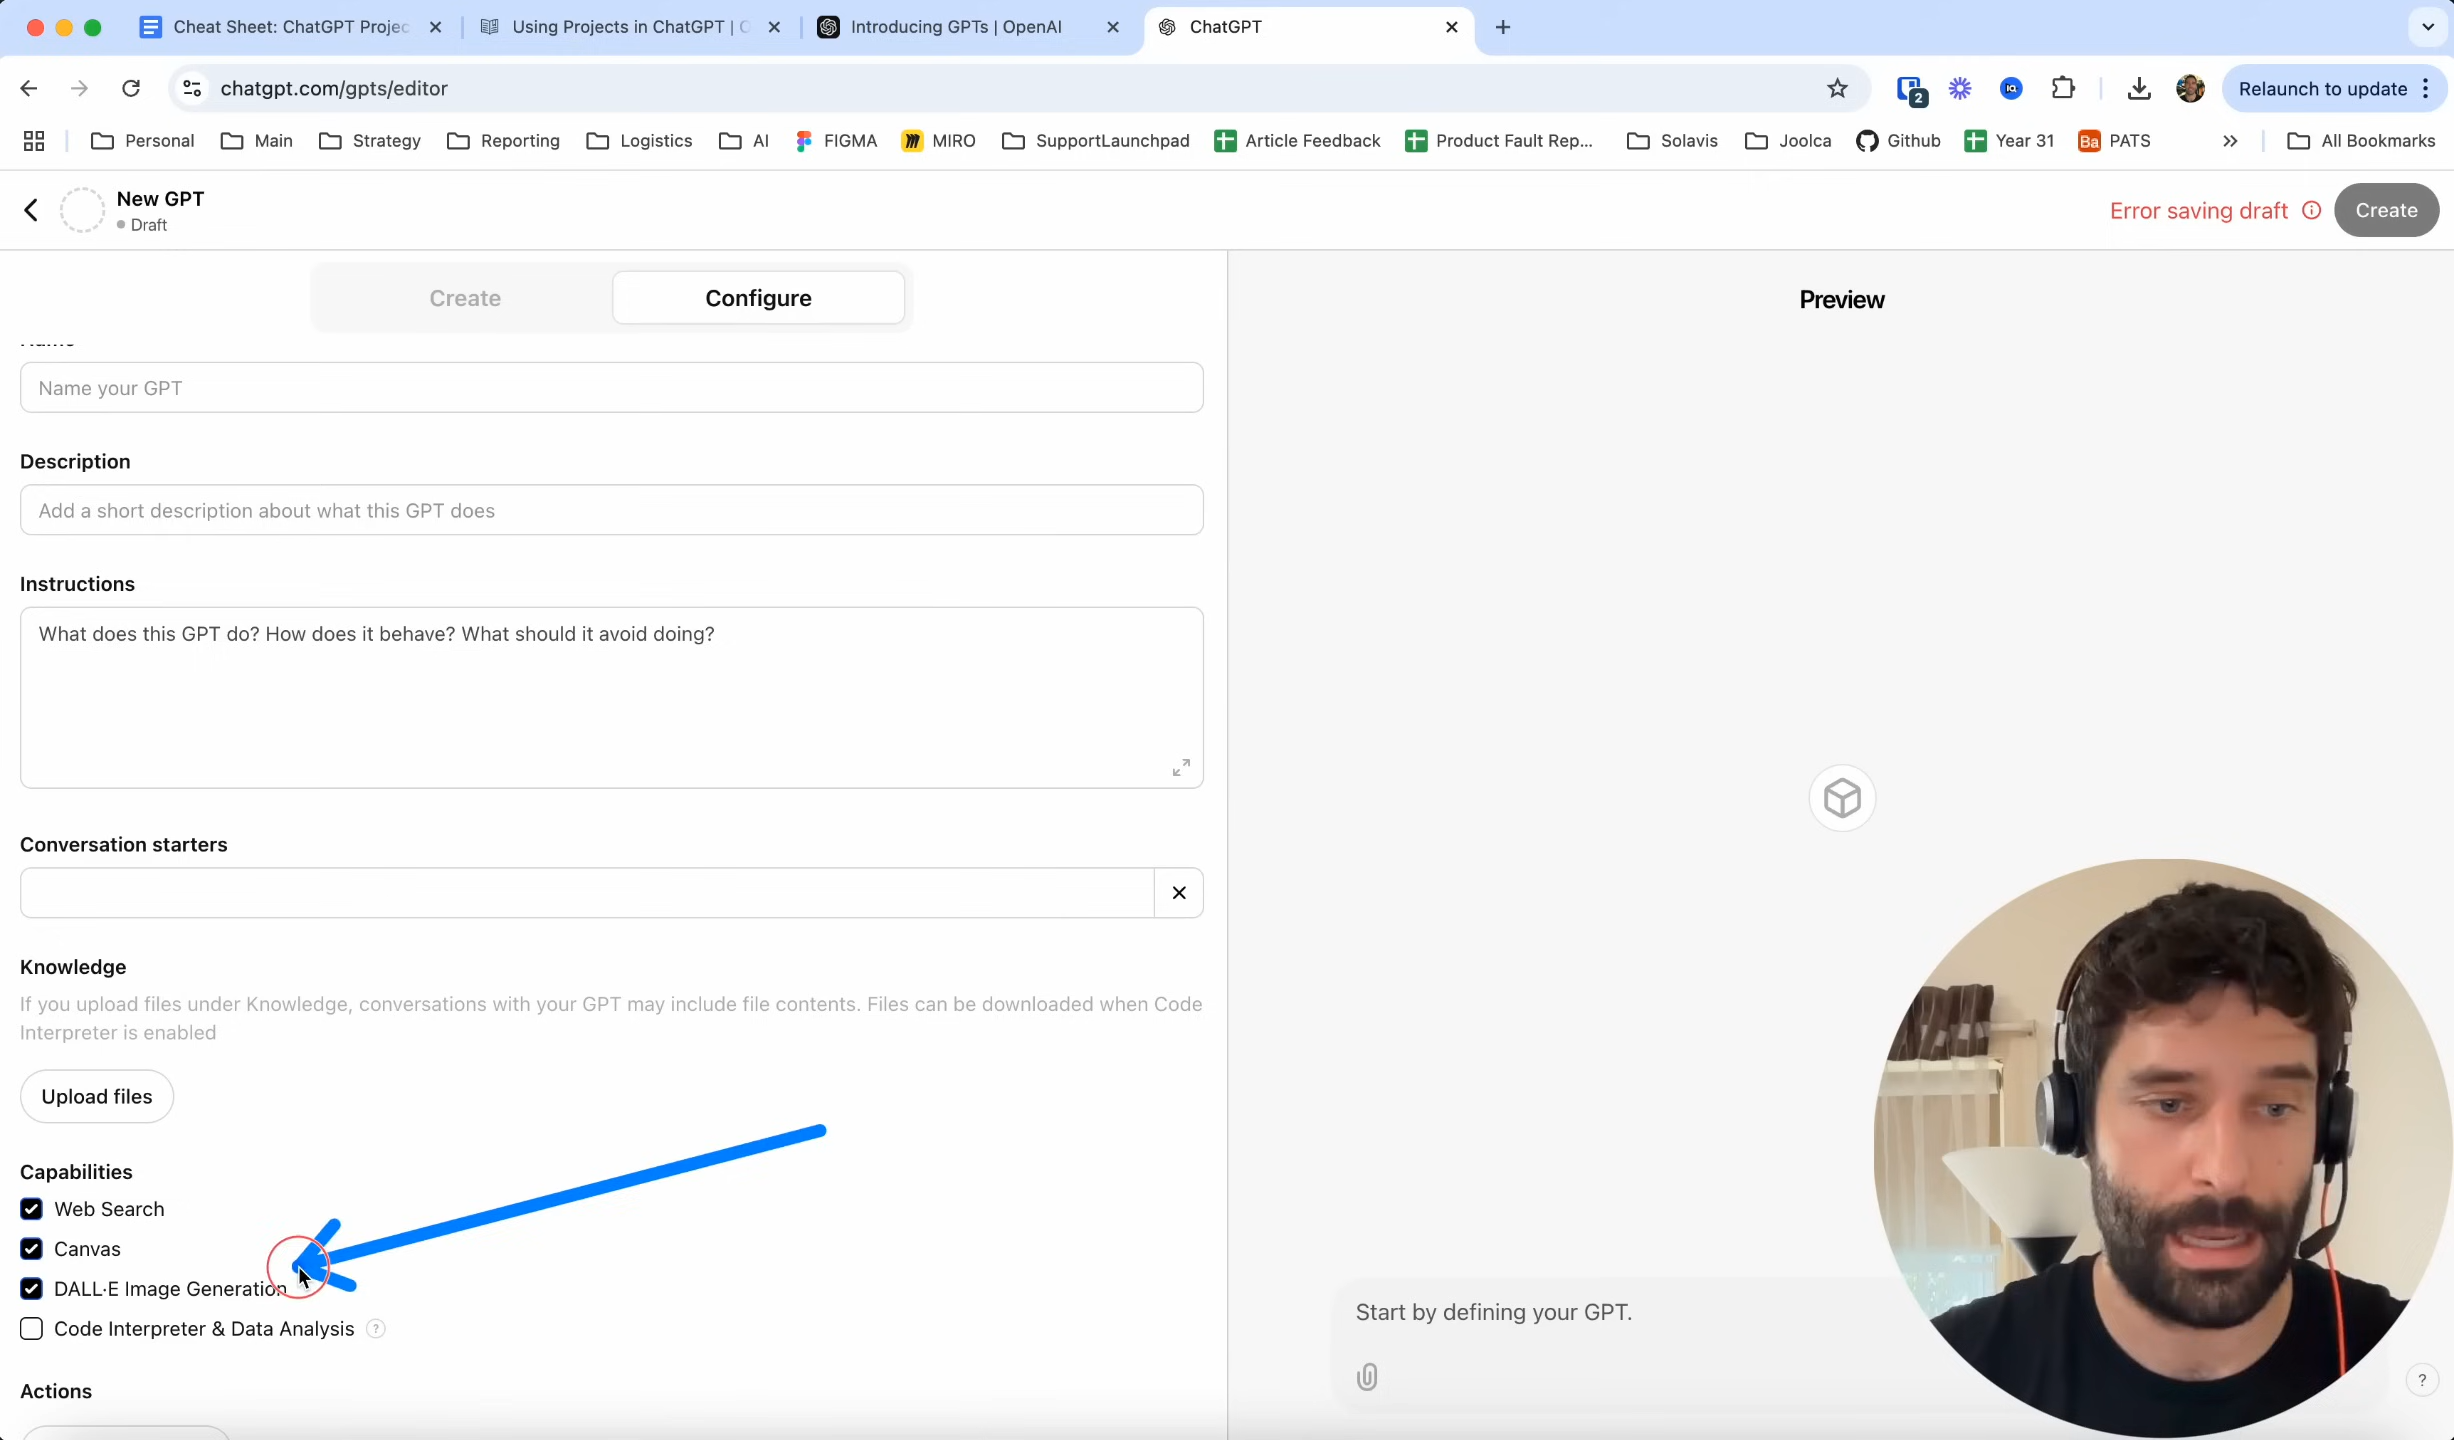 Cheat Sheet: ChatGPT Projec
Using Projects in ChatGPT | O
Introducing GPTs | OpenAI
ChatGPT
chatgpt.com/gpts/editor
2
IQ
Relaunch to update
Personal
Main
Strategy
Reporting
Logistics
AI
FIGMA
MIRO
SupportLaunchpad
Article Feedback
Product Fault Rep...
Solavis
Joolca
Github
Year 31
Ba PATS
All Bookmarks
New GPT
Draft
Error saving draft
Create
Create
Configure
Preview
Name
Name your GPT
Description
Add a short description about what this GPT does
Instructions
What does this GPT do? How does it behave? What should it avoid doing?
Conversation starters
Knowledge
If you upload files under Knowledge, conversations with your GPT may include file contents. Files can be downloaded when Code
Interpreter is enabled
Upload files
Capabilities
Web Search
Canvas
DALL·E Image Generation
Code Interpreter & Data Analysis ?
Actions
Start by defining your GPT.
?